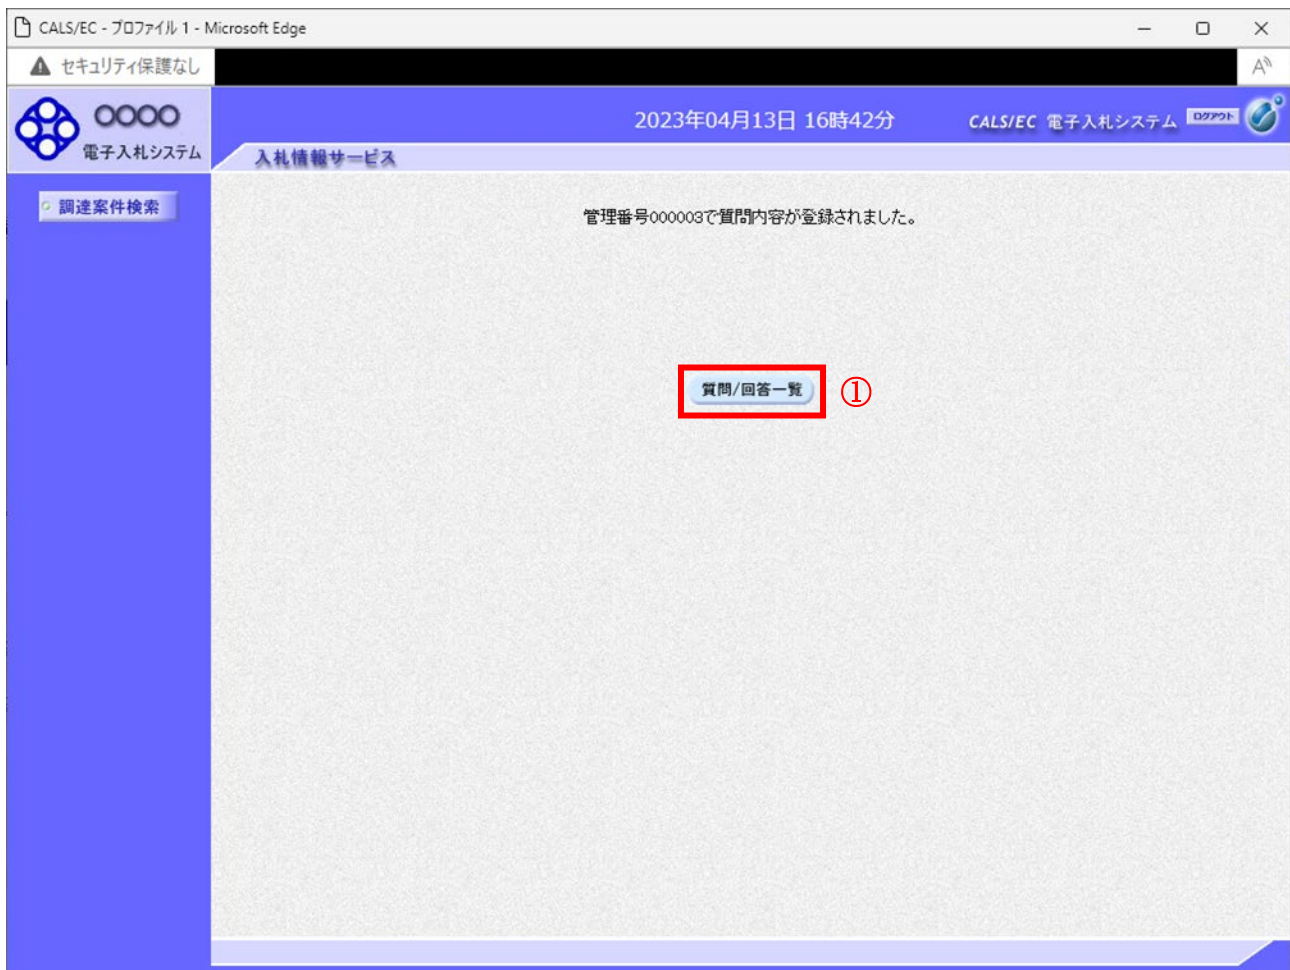 CALS/EC - プロファイル 1 - Microsoft Edge
セキュリティ保護なし
A
〇〇〇〇
電子入札システム
2023年04月13日 16時42分
CALS/EC 電子入札システム
ログアウト
入札情報サービス
調達案件検索
管理番号000003で質問内容が登録されました。
質問/回答一覧
①